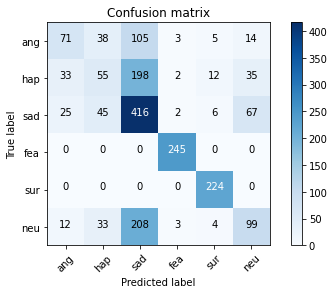 Confusion matrix
ang 71 38 105 3 5 14
hap 33 55 198 2 12 35
sad 25 45 416 2 6 67
fea 0 0 0 245 0 0
sur 0 0 0 0 224 0
neu 12 33 208 3 4 99
ang hap sad fea sur neu
True label
Predicted label
400
350
300
250
200
150
100
50
0